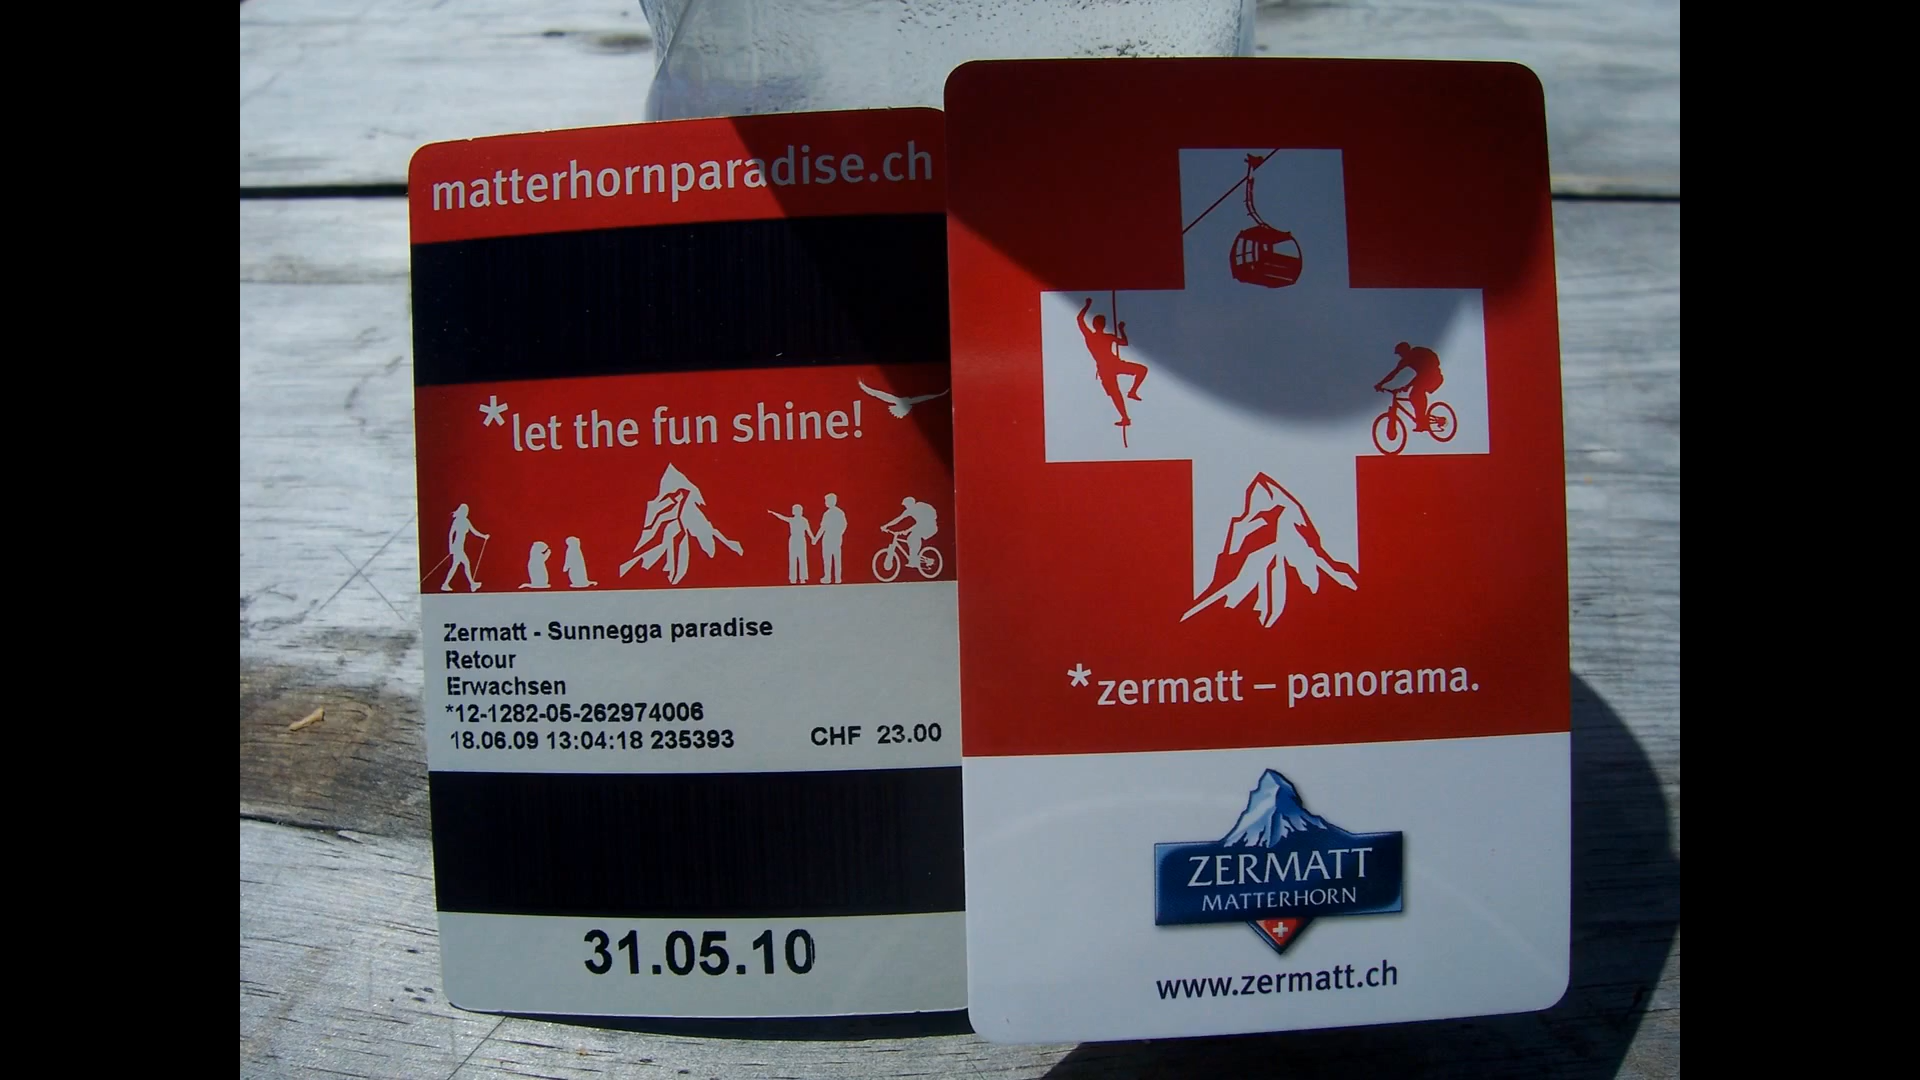 matterhornparadise.ch
*let the fun shine!
Zermatt - Sunnegga paradise
Retour
Erwachsen
*12-1282-05-262974006
18.06.09 13:04:18 235393 CHF 23.00
31.05.10
*zermatt – panorama.
ZERMATT
MATTERHORN
www.zermatt.ch